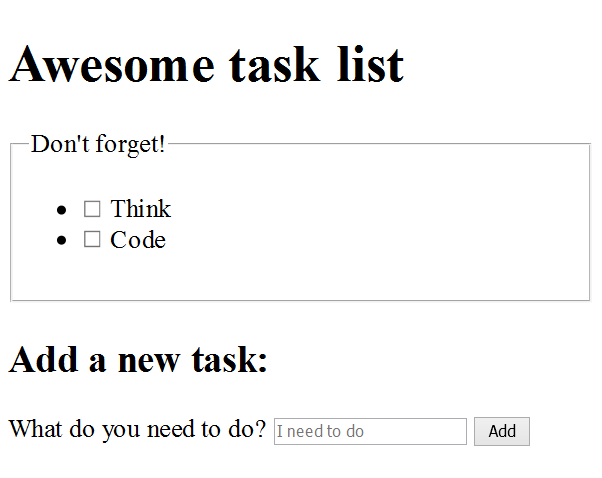 Awesome task list
Don't forget!
Think
Code
Add a new task:
What do you need to do? I need to do Add